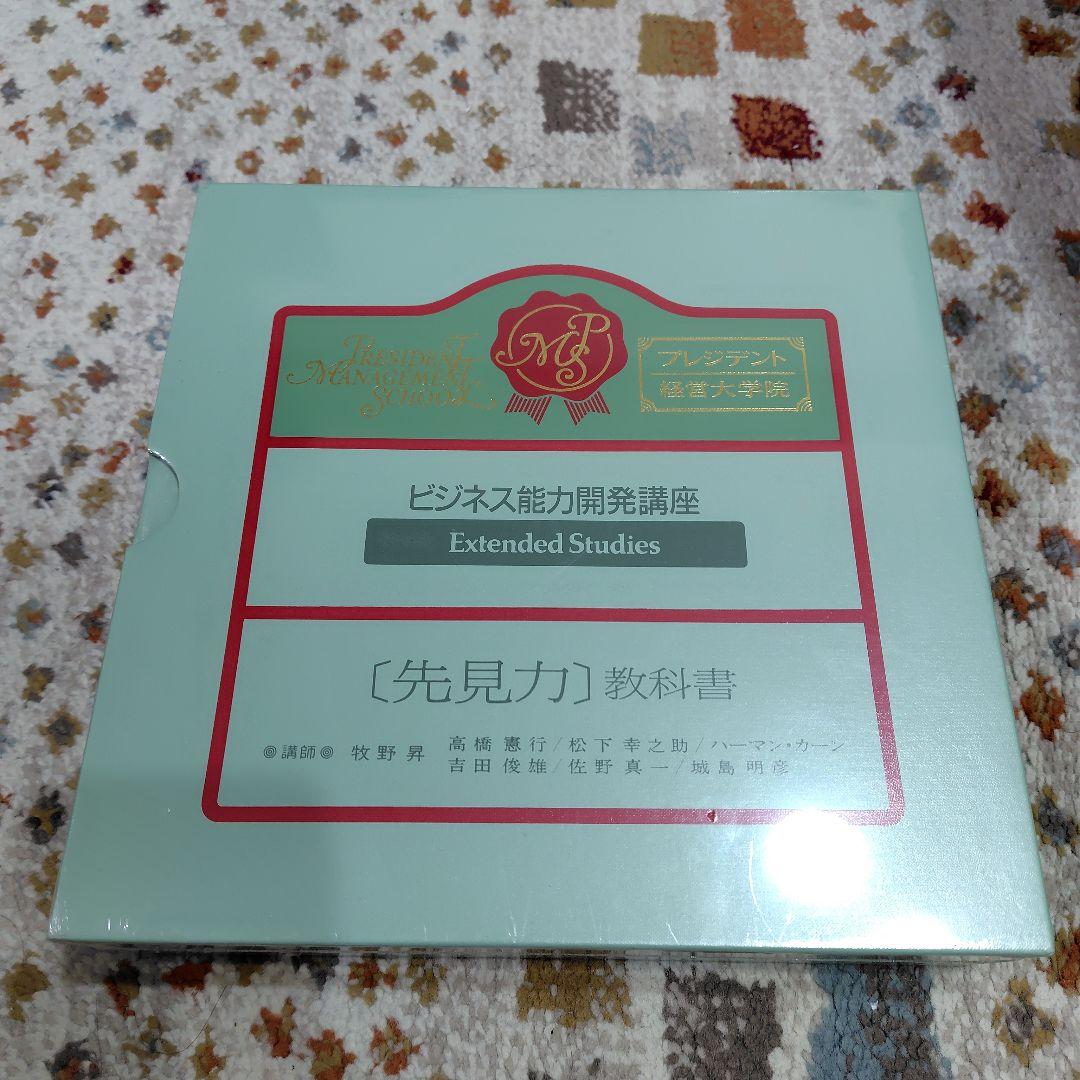 PRESIDENT
MANAGEMENT
SCHOOL
MPS
プレジデント
経営大学院
ビジネス能力開発講座
Extended Studies
〔先見力〕教科書
◎講師◎ 牧野昇 高橋憲行/松下幸之助/ハーマン・カーン
吉田俊雄/佐野真一/城島明彦